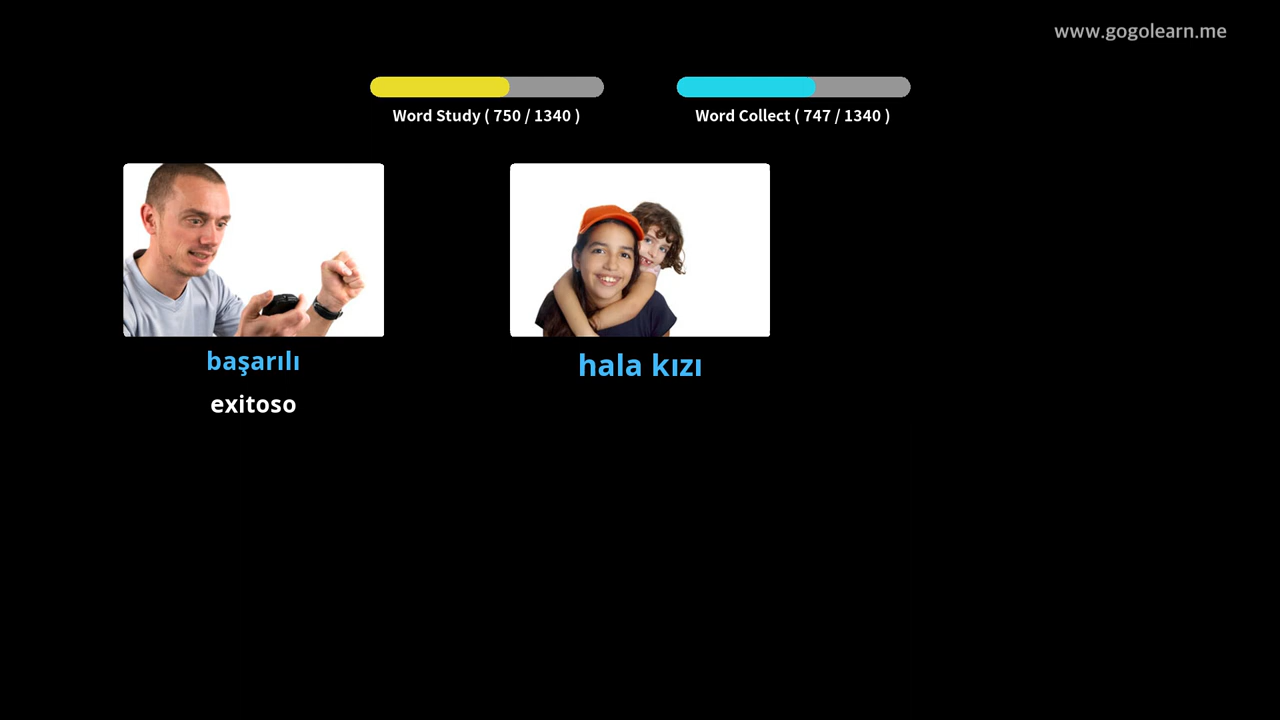 www.gogolearn.me
Word Study ( 750 / 1340 )
Word Collect ( 747 / 1340 )
başarılı
exitoso
hala kızı